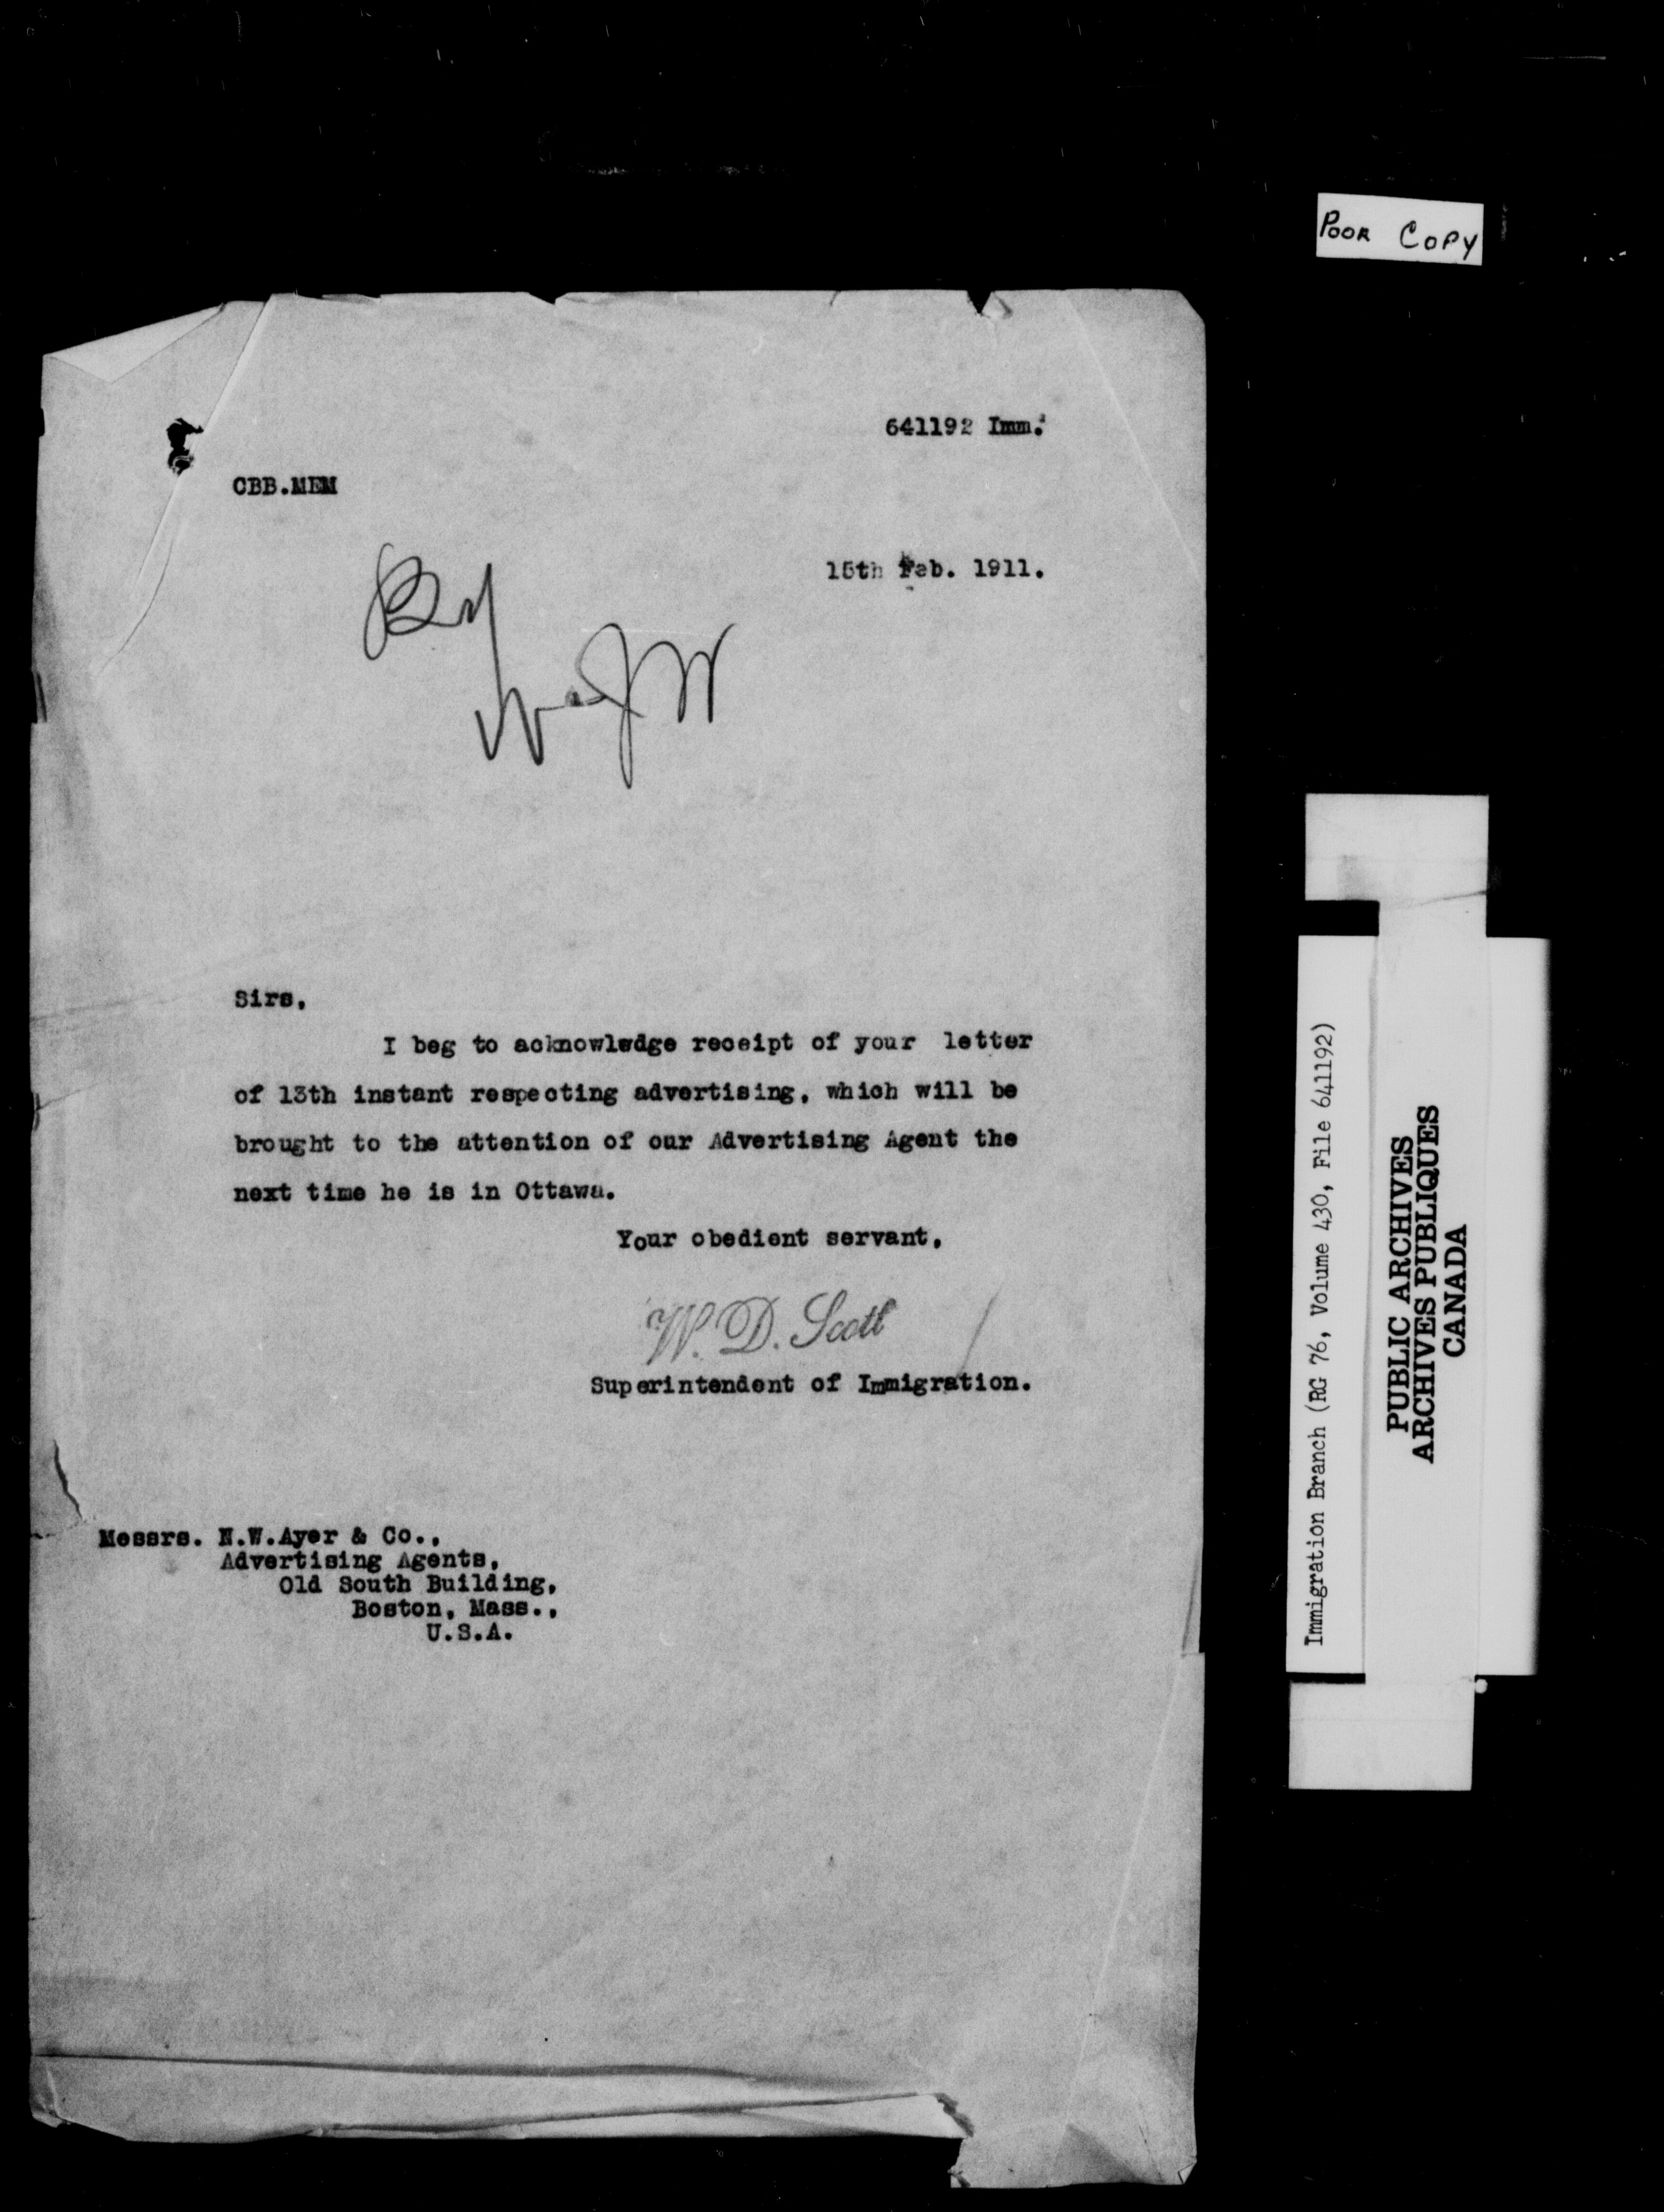 POOR COPY
641192 Imm.
CBB.MEM
15th Feb. 1911.
Sirs,
I beg to acknowledge receipt of your letter
of 13th instant respecting advertising, which will be
brought to the attention of our Advertising Agent the
next time he is in Ottawa.
Your obedient servant,
W. D. Scott
Superintendent of Immigration.
Messrs. N.W.Ayer & Co.,
Advertising Agents,
Old South Building,
Boston, Mass.,
U.S.A.
Immigration Branch (RG 76, Volume 430, File 641192)
PUBLIC ARCHIVES
ARCHIVES PUBLIQUES
CANADA